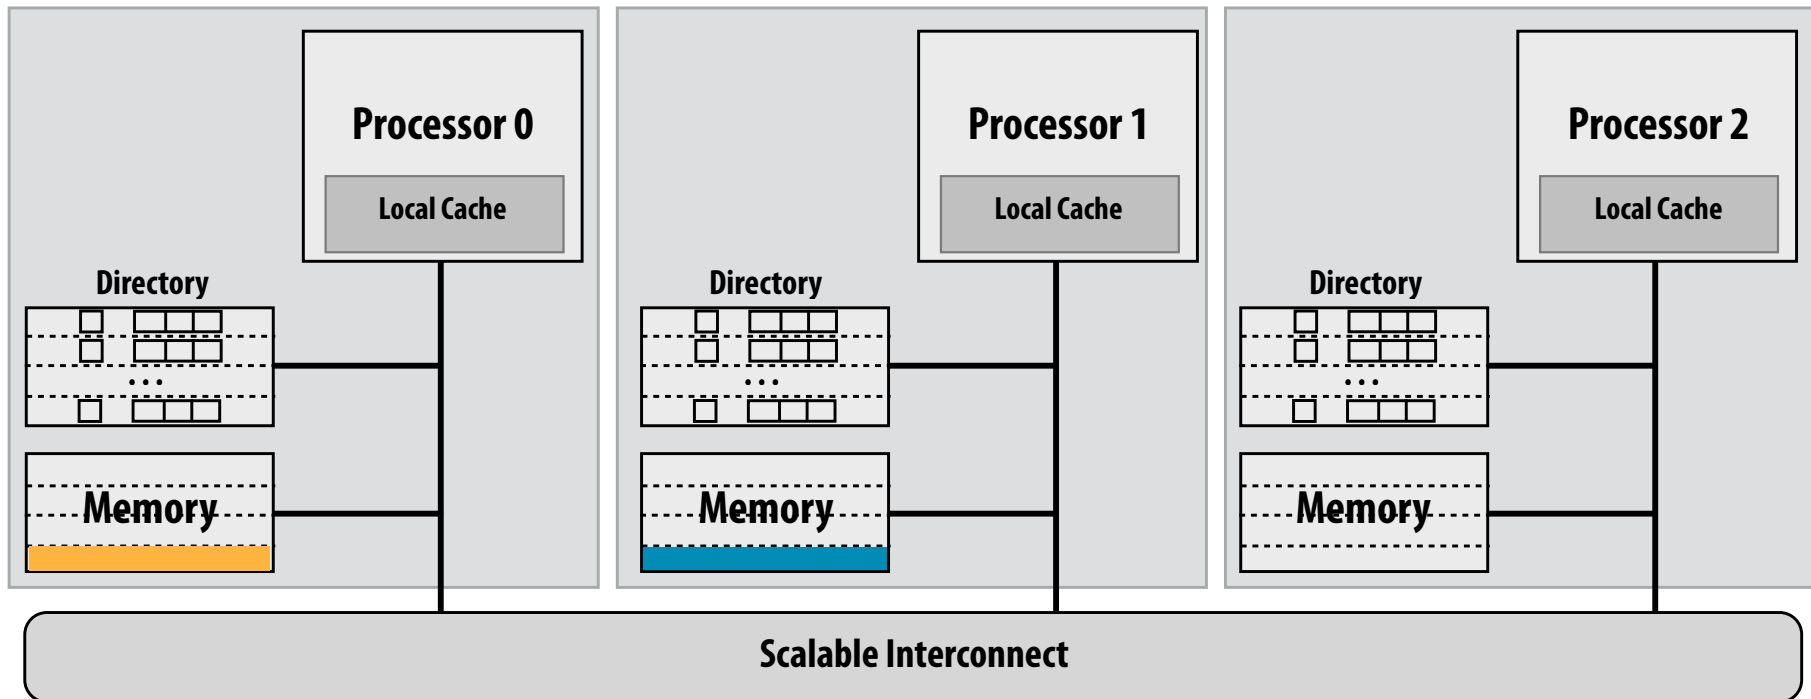 Processor 0
Local Cache
Directory
...
Memory
Processor 1
Local Cache
Directory
...
Memory
Processor 2
Local Cache
Directory
...
Memory
Scalable Interconnect